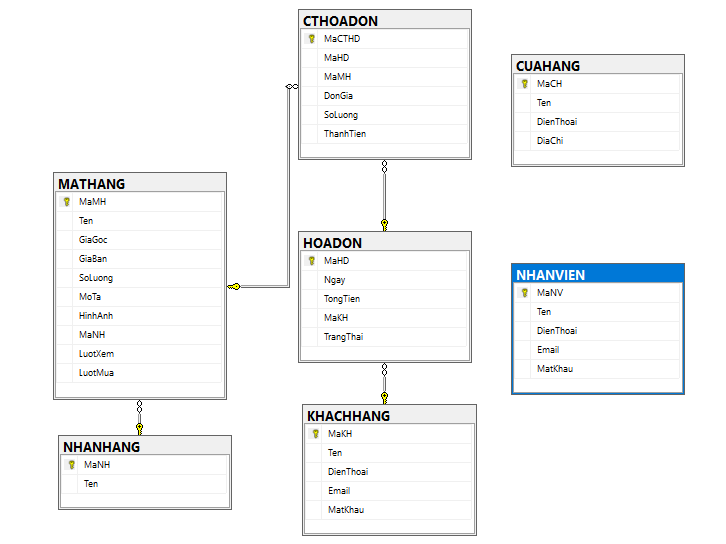 CTHOADON
MaCTHD
MaHD
MaMH
DonGia
SoLuong
ThanhTien
CUAHANG
MaCH
Ten
DienThoai
DiaChi
MATHANG
MaMH
Ten
GiaGoc
GiaBan
SoLuong
MoTa
HinhAnh
MaNH
LuotXem
LuotMua
HOADON
MaHD
Ngay
TongTien
MaKH
TrangThai
NHANVIEN
MaNV
Ten
DienThoai
Email
MatKhau
NHANHANG
MaNH
Ten
KHACHHANG
MaKH
Ten
DienThoai
Email
MatKhau